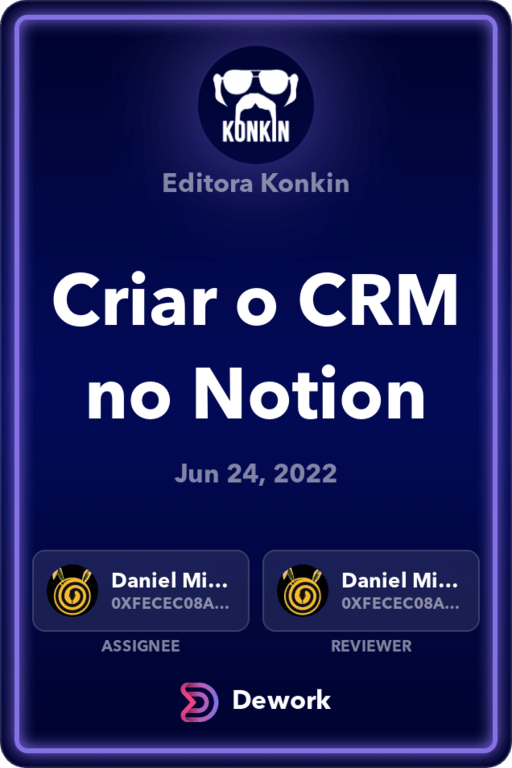 KONKIN
Editora Konkin
Criar o CRM
no Notion
Jun 24, 2022
Daniel Mi... Daniel Mi...
0XFECEC08A... 0XFECEC08A...
ASSIGNEE REVIEWER
Dework